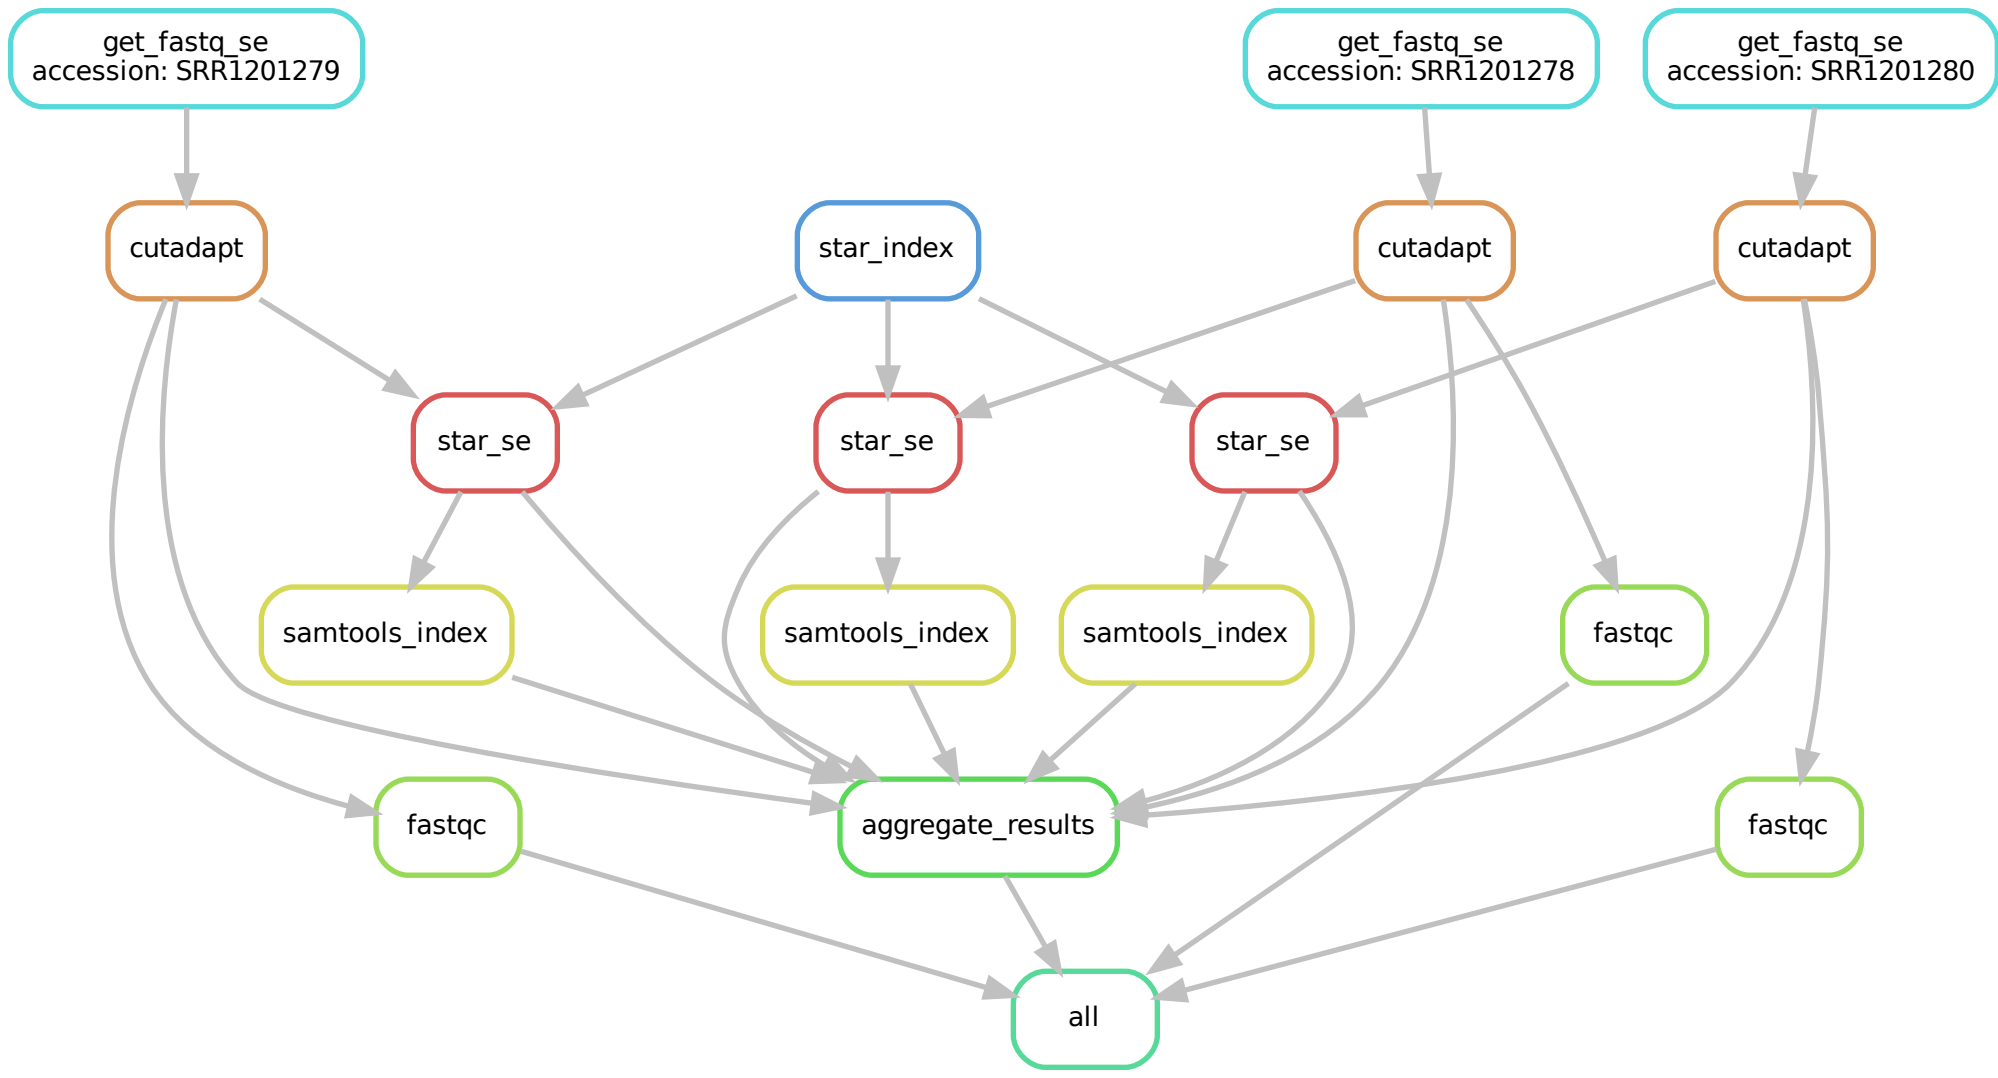 get_fastq_se
accession: SRR1201279
get_fastq_se
accession: SRR1201278
get_fastq_se
accession: SRR1201280
cutadapt
star_index
cutadapt
cutadapt
star_se
star_se
star_se
samtools_index
samtools_index
samtools_index
fastqc
fastqc
aggregate_results
fastqc
all